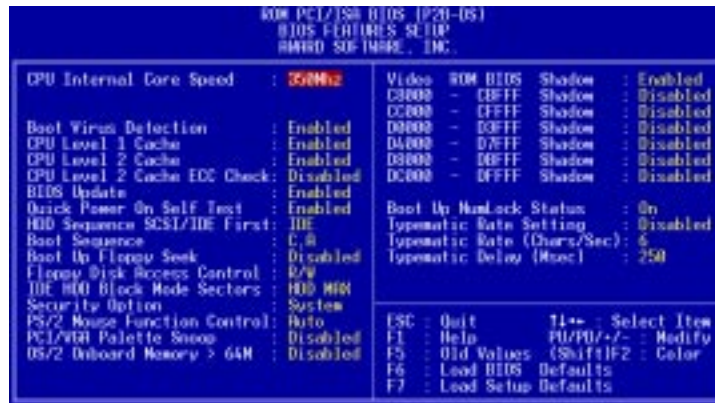 ROM PCI/ISA BIOS (P2B-DS)
BIOS FEATURES SETUP
AWARD SOFTWARE, INC.
CPU Internal Core Speed : 350Mhz
Boot Virus Detection : Enabled
CPU Level 1 Cache : Enabled
CPU Level 2 Cache : Enabled
CPU Level 2 Cache ECC Check: Disabled
BIOS Update : Enabled
Quick Power On Self Test : Enabled
HDD Sequence SCSI/IDE First: IDE
Boot Sequence : C,A
Boot Up Floppy Seek : Disabled
Floppy Disk Access Control : R/W
IDE HDD Block Mode Sectors : HDD MAX
Security Option : System
PS/2 Mouse Function Control: Auto
PCI/VGA Palette Snoop : Disabled
OS/2 Onboard Memory > 64M : Disabled
Video ROM BIOS Shadow : Enabled
C8000 - CBFFF Shadow : Disabled
CC000 - CFFFF Shadow : Disabled
D0000 - D3FFF Shadow : Disabled
D4000 - D7FFF Shadow : Disabled
D8000 - DBFFF Shadow : Disabled
DC000 - DFFFF Shadow : Disabled
Boot Up NumLock Status : On
Typematic Rate Setting : Disabled
Typematic Rate (Chars/Sec): 6
Typematic Delay (Msec) : 250
ESC : Quit ↑↓→← : Select Item
F1 : Help PU/PD/+/- : Modify
F5 : Old Values (Shift)F2 : Color
F6 : Load BIOS Defaults
F7 : Load Setup Defaults